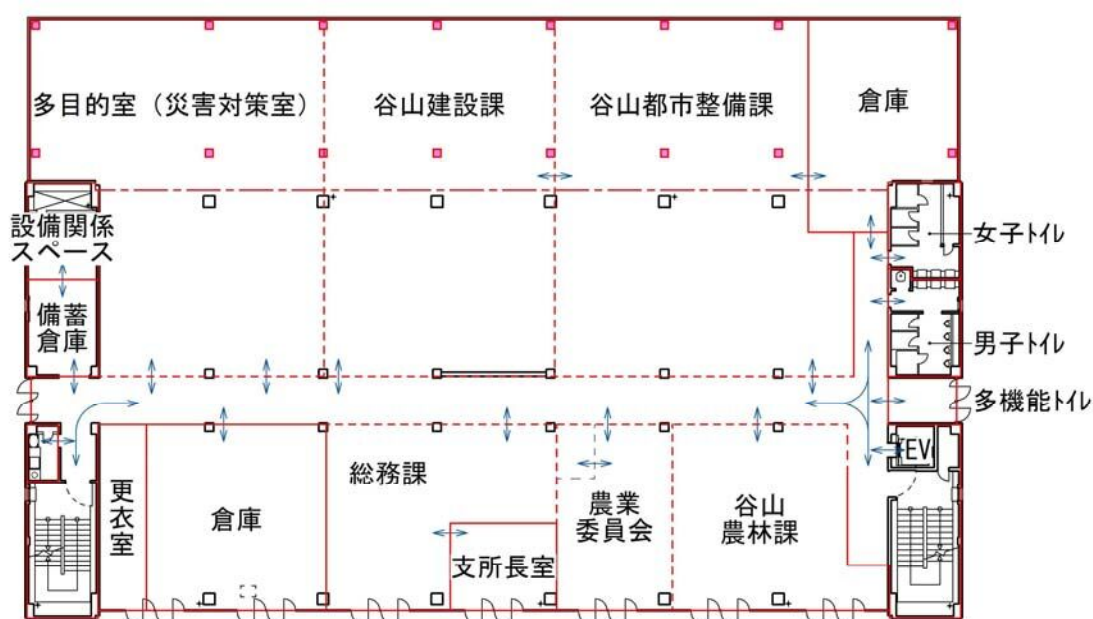 多目的室（災害対策室）
谷山建設課
谷山都市整備課
倉庫
設備関係
スペース
女子ﾄｲﾚ
備蓄
倉庫
男子ﾄｲﾚ
多機能ﾄｲﾚ
EV
総務課
更衣室
倉庫
農業
委員会
谷山
農林課
支所長室